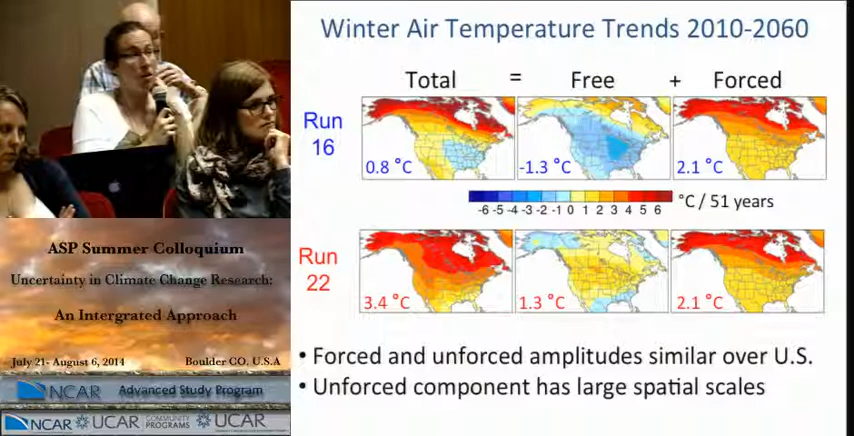 Winter Air Temperature Trends 2010-2060
Total = Free + Forced
Run
16
0.8 °C
-1.3 °C
2.1 °C
-6 -5 -4 -3 -2 -1 0 1 2 3 4 5 6
°C / 51 years
Run
22
3.4 °C
1.3 °C
2.1 °C
• Forced and unforced amplitudes similar over U.S.
• Unforced component has large spatial scales
ASP Summer Colloquium
Uncertainty in Climate Change Research:
An Intergrated Approach
July 21- August 6, 2014 Boulder CO. U.S.A
NCAR Advanced Study Program
NCAR UCAR COMMUNITY PROGRAMS UCAR